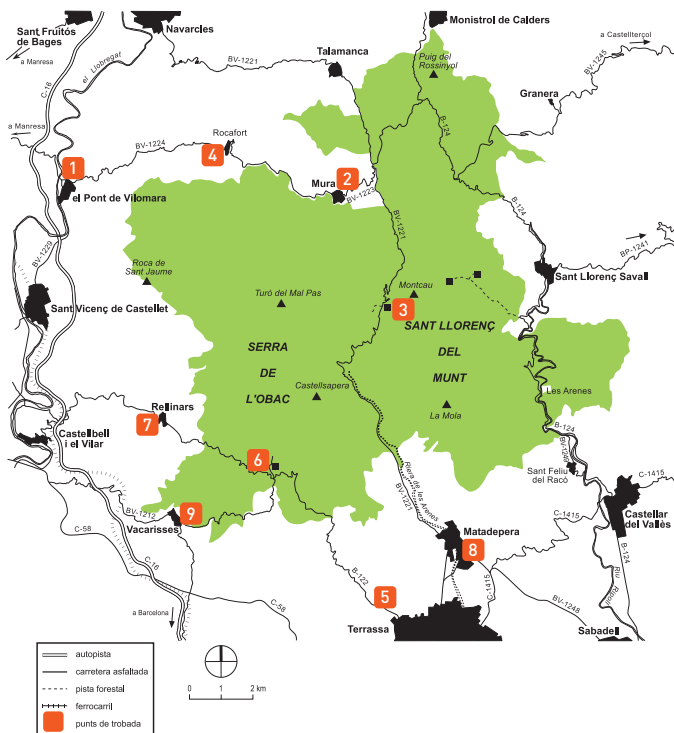 Sant Fruitós
de Bages
Navarcles
Monistrol de Calders
a Manresa
C-16
el Llobregat
BV-1221
Talamanca
Puig del
Rossinyol
a Castellterçol
BV-1245
Granera
a Manresa
BV-1224
Rocafort
B-124
1
4
2
el Pont de Vilomara
Mura
BV-1223
BV-1221
B-124
BV-1229
BP-1241
Roca de
Sant Jaume
Sant Llorenç Savall
Turó del Mal Pas
Montcau
Sant Vicenç de Castellet
3
SERRA
DE
L'OBAC
SANT LLORENÇ
DEL
MUNT
Castellsapera
Les Arenes
La Mola
Rellinars
7
Castellbell
i el Vilar
B-124
BV-1249
Sant Feliu
del Racó
6
Riera de les Arenes
BV-1221
C-1415
9
BV-1212
Vacarisses
Castellar
del Vallès
C-1415
Matadepera
8
C-58
C-16
B-122
C-1415
B-124
Riu Ripoll
5
BV-1248
a Barcelona
C-58
Terrassa
Sabadell
autopista
carretera asfaltada
pista forestal
ferrocarril
punts de trobada
0 1 2 km